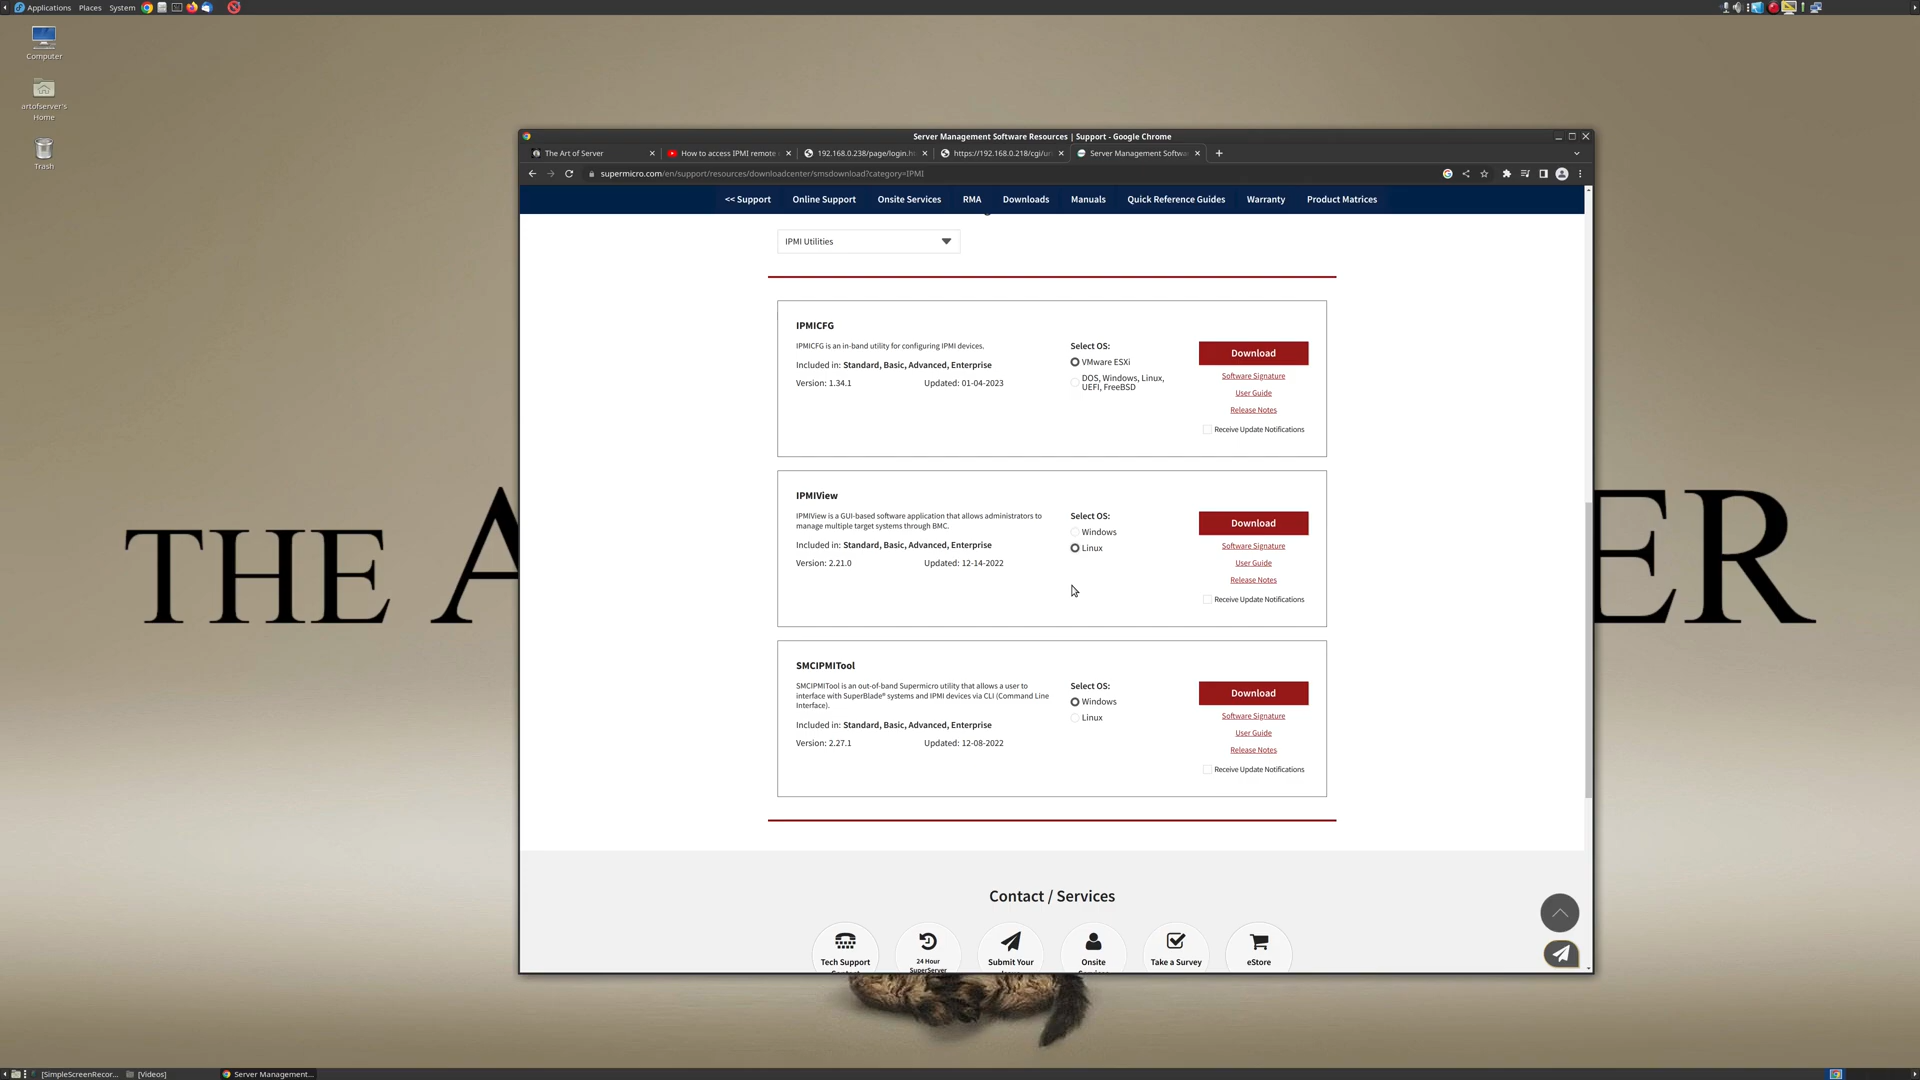 Applications Places System
Computer
artofserver's
Home
Trash
Server Management Software Resources | Support - Google Chrome
The Art of Server
How to access IPMI remote
192.168.0.238/page/login.h
https://192.168.0.218/cgi/ur
Server Management Softwa
supermicro.com/en/support/resources/downloadcenter/smsdownload?category=IPMI
<< Support Online Support Onsite Services RMA Downloads Manuals Quick Reference Guides Warranty Product Matrices
IPMI Utilities
IPMICFG
IPMICFG is an in-band utility for configuring IPMI devices.
Included in: Standard, Basic, Advanced, Enterprise
Version: 1.34.1 Updated: 01-04-2023
Select OS:
VMware ESXi
DOS, Windows, Linux,
UEFI, FreeBSD
Download
Software Signature
User Guide
Release Notes
Receive Update Notifications
IPMIView
IPMIView is a GUI-based software application that allows administrators to
manage multiple target systems through BMC.
Included in: Standard, Basic, Advanced, Enterprise
Version: 2.21.0 Updated: 12-14-2022
Select OS:
Windows
Linux
Download
Software Signature
User Guide
Release Notes
Receive Update Notifications
SMCIPMITool
SMCIPMITool is an out-of-band Supermicro utility that allows a user to
interface with SuperBlade® systems and IPMI devices via CLI (Command Line
Interface).
Included in: Standard, Basic, Advanced, Enterprise
Version: 2.27.1 Updated: 12-08-2022
Select OS:
Windows
Linux
Download
Software Signature
User Guide
Release Notes
Receive Update Notifications
Contact / Services
Tech Support
24 Hour
SuperServer
Submit Your
Onsite
Take a Survey
eStore
THE A ER
[SimpleScreenRecor... [Videos] Server Management...